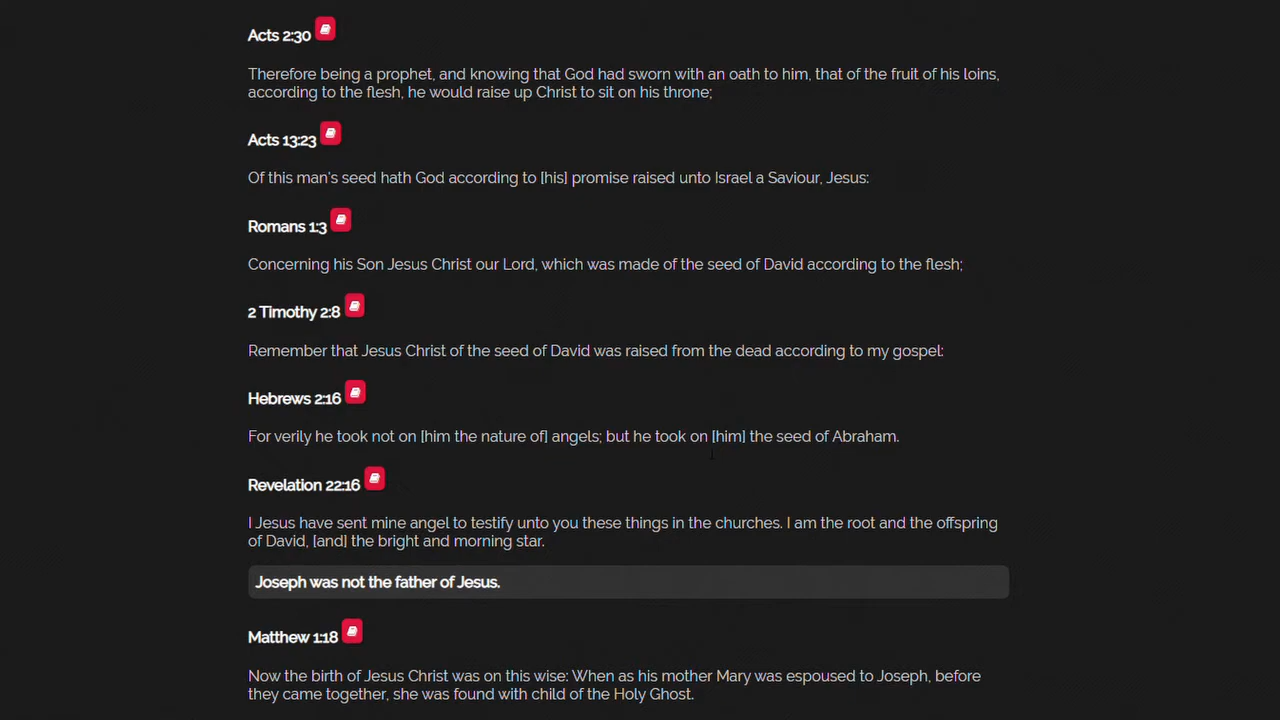 Acts 2:30
Therefore being a prophet, and knowing that God had sworn with an oath to him, that of the fruit of his loins,
according to the flesh, he would raise up Christ to sit on his throne;
Acts 13:23
Of this man's seed hath God according to [his] promise raised unto Israel a Saviour, Jesus:
Romans 1:3
Concerning his Son Jesus Christ our Lord, which was made of the seed of David according to the flesh;
2 Timothy 2:8
Remember that Jesus Christ of the seed of David was raised from the dead according to my gospel:
Hebrews 2:16
For verily he took not on [him the nature of] angels; but he took on [him] the seed of Abraham.
Revelation 22:16
I Jesus have sent mine angel to testify unto you these things in the churches. I am the root and the offspring
of David, [and] the bright and morning star.
Joseph was not the father of Jesus.
Matthew 1:18
Now the birth of Jesus Christ was on this wise: When as his mother Mary was espoused to Joseph, before
they came together, she was found with child of the Holy Ghost.